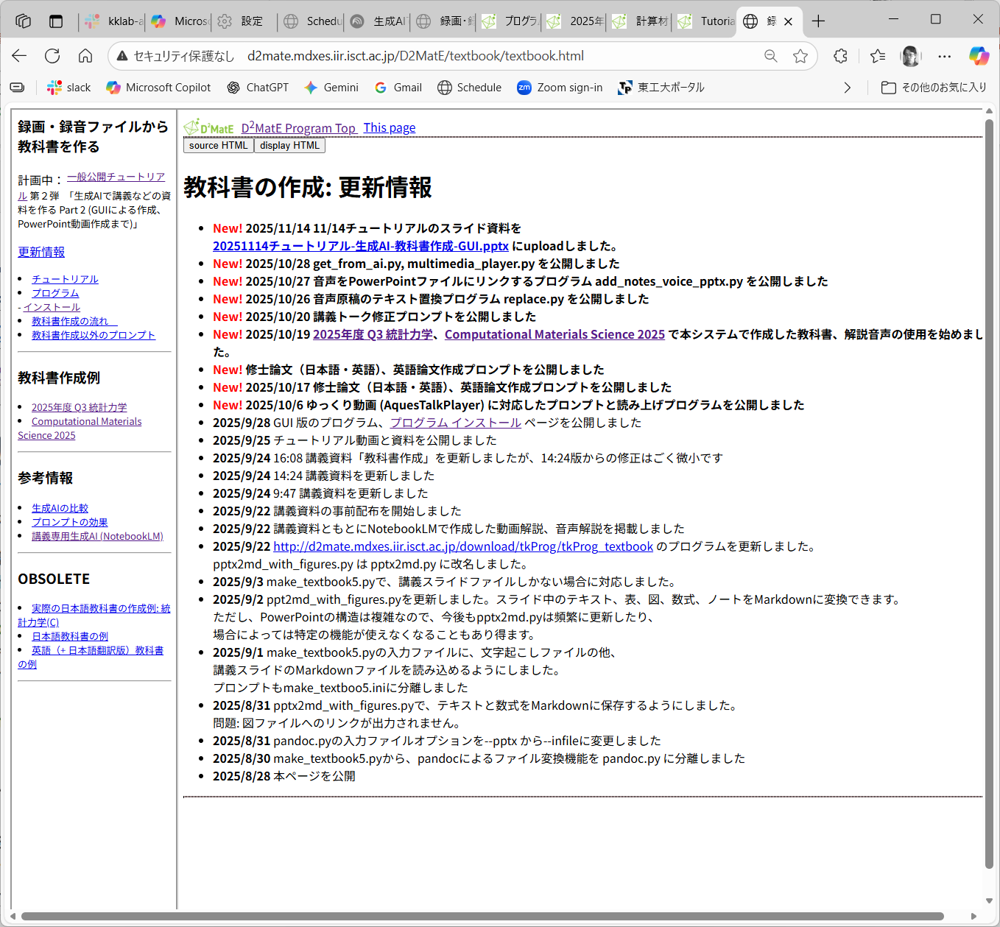 kklab-a
Micros
設定
Schedu
生成AI
録画・録
プログラ
2025年
計算材
Tutoria
録
セキュリティ保護なし
d2mate.mdxes.iir.isct.ac.jp/D2MatE/textbook/textbook.html
slack
Microsoft Copilot
ChatGPT
Gemini
Gmail
Schedule
zm Zoom sign-in
東工大ポータル
その他のお気に入り
録画・録音ファイルから
教科書を作る
計画中： 一般公開チュートリア
ル 第２弾 「生成AIで講義などの資
料を作る Part 2 (GUIによる作成、
PowerPoint動画作成まで)」
更新情報
• チュートリアル
• プログラム
- インストール
• 教科書作成の流れ
• 教科書作成以外のプロンプト
教科書作成例
• 2025年度 Q3 統計力学
• Computational Materials
Science 2025
参考情報
• 生成AIの比較
• プロンプトの効果
• 講義専用生成AI (NotebookLM)
OBSOLETE
• 実際の日本語教科書の作成例: 統
計力学(C)
• 日本語教科書の例
• 英語（+ 日本語翻訳版）教科書
の例
D²MatE D²MatE Program Top This page
source HTML display HTML
教科書の作成: 更新情報
• New! 2025/11/14 11/14チュートリアルのスライド資料を
20251114チュートリアル-生成AI-教科書作成-GUI.pptx にuploadしました。
• New! 2025/10/28 get_from_ai.py, multimedia_player.py を公開しました
• New! 2025/10/27 音声をPowerPointファイルにリンクするプログラム add_notes_voice_pptx.py を公開しました
• New! 2025/10/26 音声原稿のテキスト置換プログラム replace.py を公開しました
• New! 2025/10/20 講義トーク修正プロンプトを公開しました
• New! 2025/10/19 2025年度 Q3 統計力学、Computational Materials Science 2025 で本システムで作成した教科書、解説音声の使用を始めまし
た。
• New! 修士論文（日本語・英語）、英語論文作成プロンプトを公開しました
• New! 2025/10/17 修士論文（日本語・英語）、英語論文作成プロンプトを公開しました
• New! 2025/10/6 ゆっくり動画 (AquesTalkPlayer) に対応したプロンプトと読み上げプログラムを公開しました
• 2025/9/28 GUI 版のプログラム、プログラム インストール ページを公開しました
• 2025/9/25 チュートリアル動画と資料を公開しました
• 2025/9/24 16:08 講義資料「教科書作成」を更新しましたが、14:24版からの修正はごく微小です
• 2025/9/24 14:24 講義資料を更新しました
• 2025/9/24 9:47 講義資料を更新しました
• 2025/9/22 講義資料の事前配布を開始しました
• 2025/9/22 講義資料ともとにNotebookLMで作成した動画解説、音声解説を掲載しました
• 2025/9/22 http://d2mate.mdxes.iir.isct.ac.jp/download/tkProg/tkProg_textbook のプログラムを更新しました。
pptx2md_with_figures.py は pptx2md.py に改名しました。
• 2025/9/3 make_textbook5.pyで、講義スライドファイルしかない場合に対応しました。
• 2025/9/2 ppt2md_with_figures.pyを更新しました。スライド中のテキスト、表、図、数式、ノートをMarkdownに変換できます。
ただし、PowerPointの構造は複雑なので、今後もpptx2md.pyは頻繁に更新したり、
場合によっては特定の機能が使えなくなることもあり得ます。
• 2025/9/1 make_textbook5.pyの入力ファイルに、文字起こしファイルの他、
講義スライドのMarkdownファイルを読み込めるようにしました。
プロンプトもmake_textboo5.iniに分離しました
• 2025/8/31 pptx2md_with_figures.pyで、テキストと数式をMarkdownに保存するようにしました。
問題: 図ファイルへのリンクが出力されません。
• 2025/8/31 pandoc.pyの入力ファイルオプションを--pptx から--infileに変更しました
• 2025/8/30 make_textbook5.pyから、pandocによるファイル変換機能を pandoc.py に分離しました
• 2025/8/28 本ページを公開